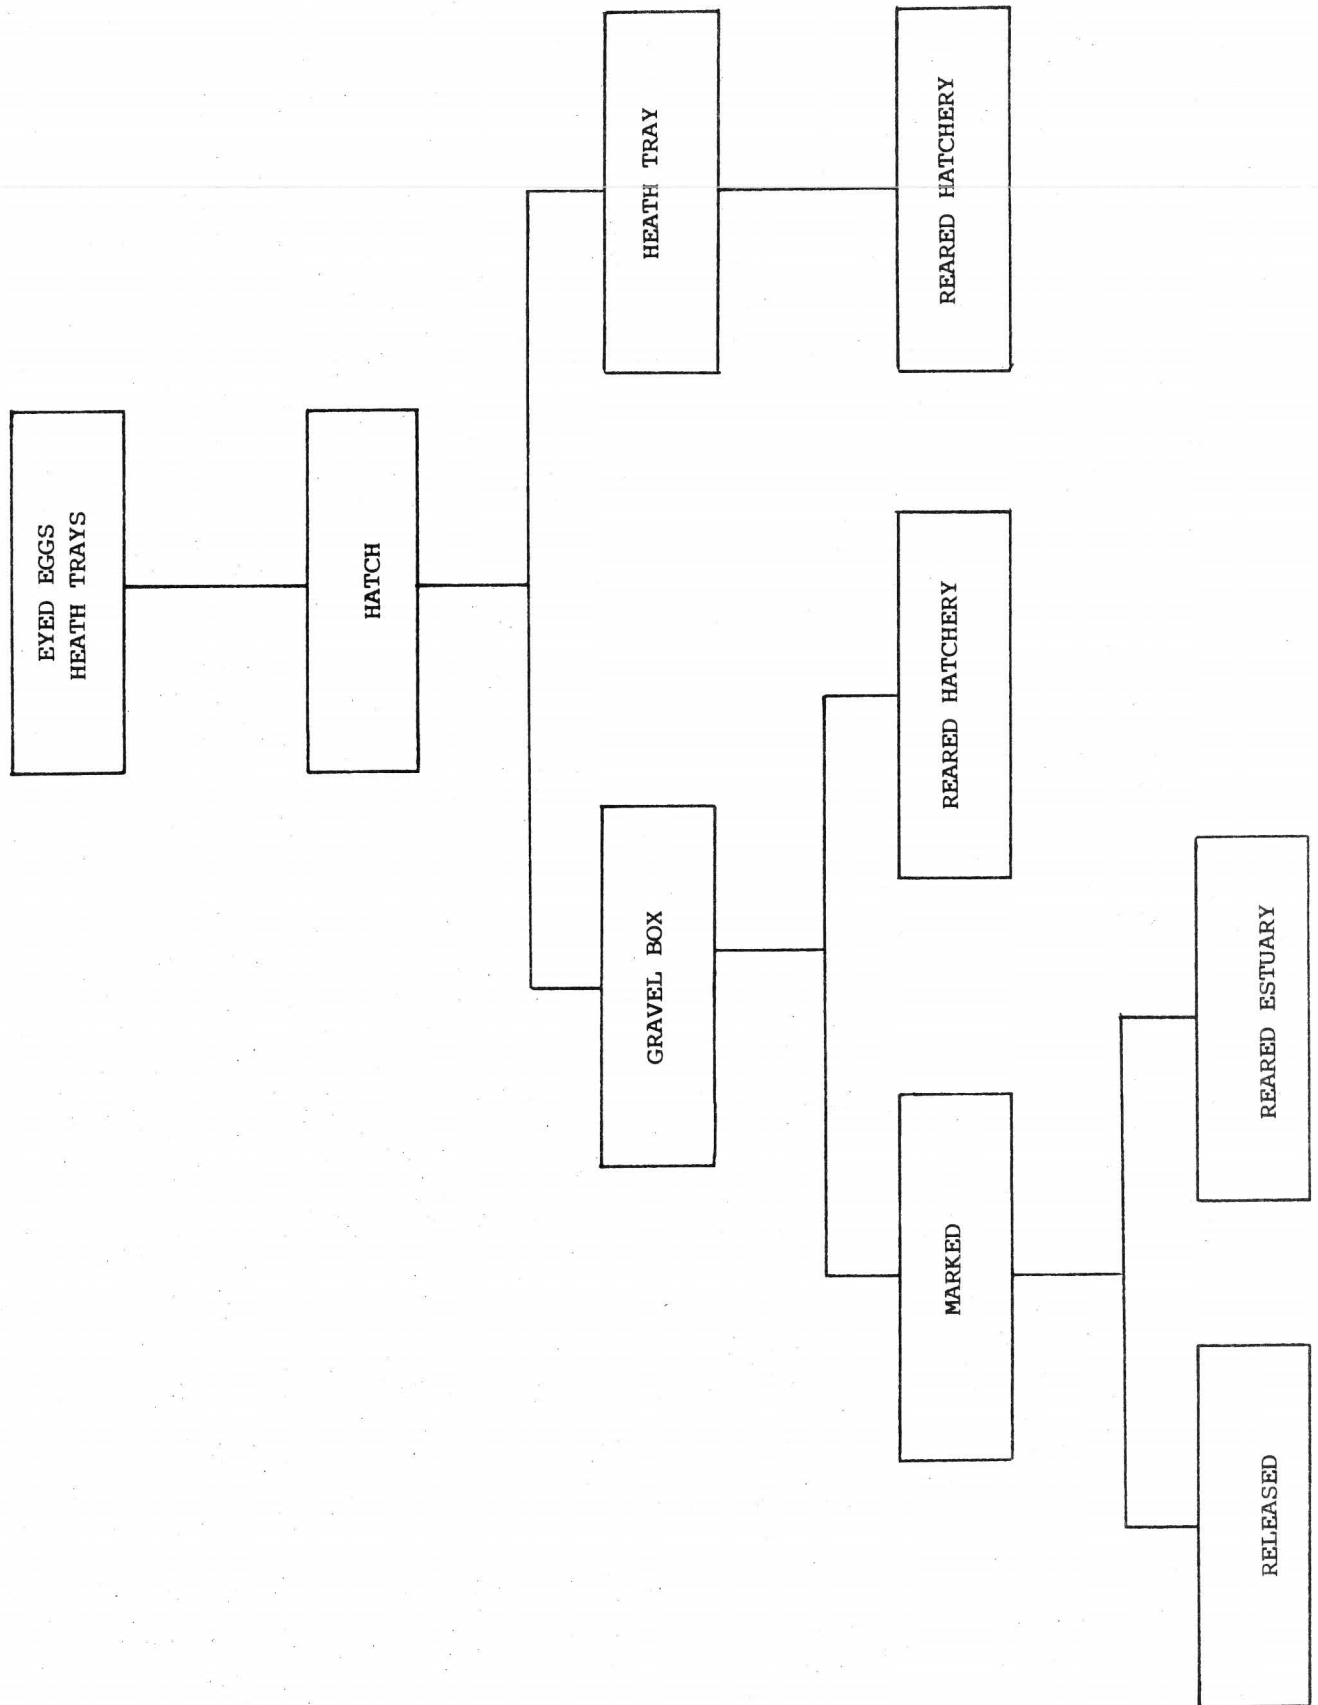 EYED EGGS
HEATH TRAYS
HATCH
GRAVEL BOX
HEATH TRAY
MARKED
REARED HATCHERY
REARED HATCHERY
RELEASED
REARED ESTUARY